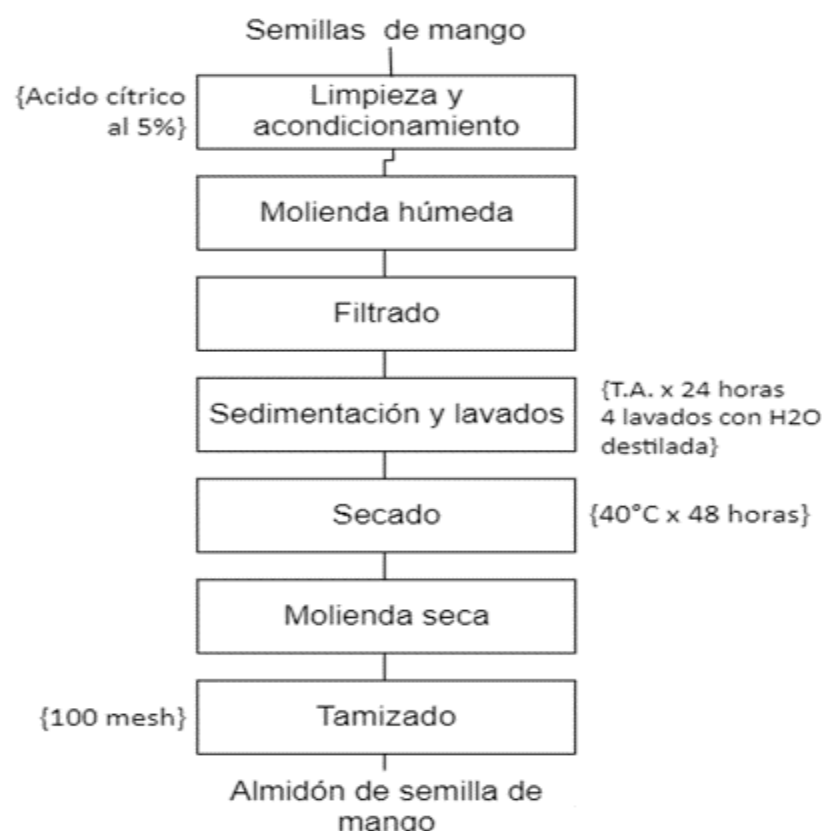 Semillas de mango
{Acido cítrico
al 5%}
Limpieza y
acondicionamiento
Molienda húmeda
Filtrado
Sedimentación y lavados
{T.A. x 24 horas
4 lavados con H2O
destilada}
Secado
{40°C x 48 horas}
Molienda seca
{100 mesh}
Tamizado
Almidón de semilla de
mango